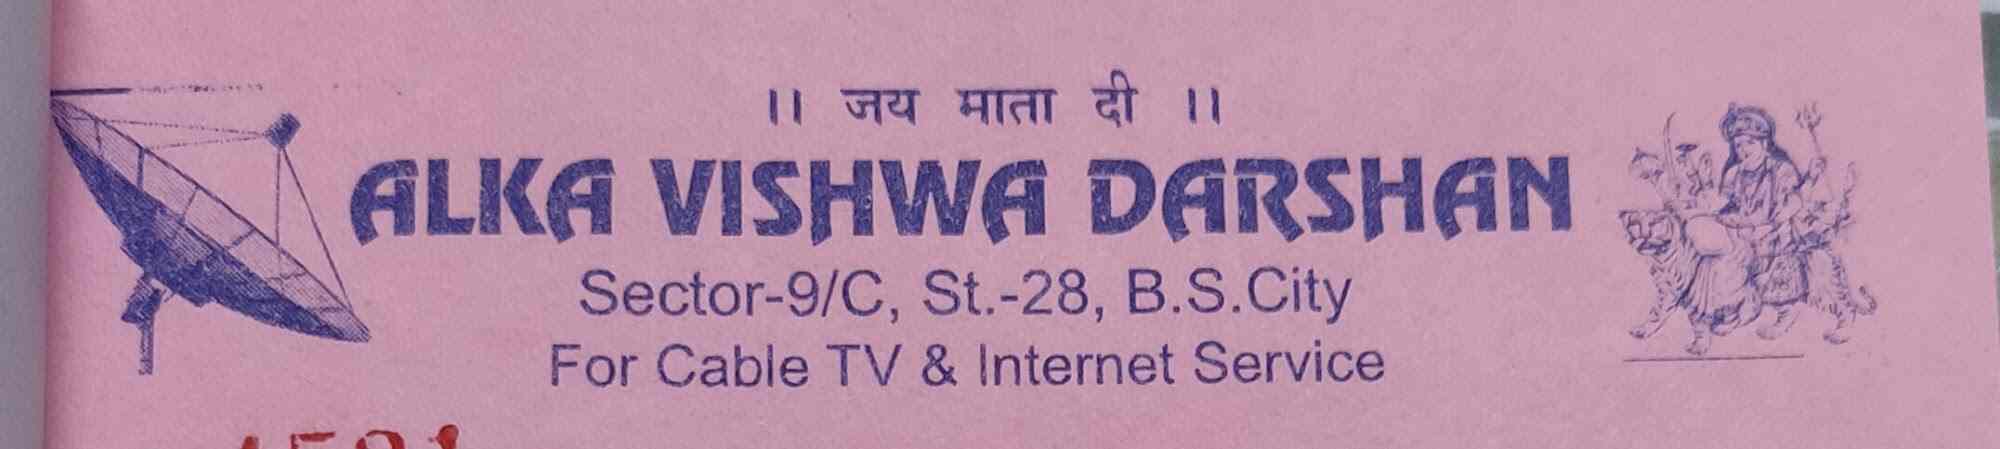 ।। जय माता दी ।।
ALKA VISHWA DARSHAN
Sector-9/C, St.-28, B.S.City
For Cable TV & Internet Service